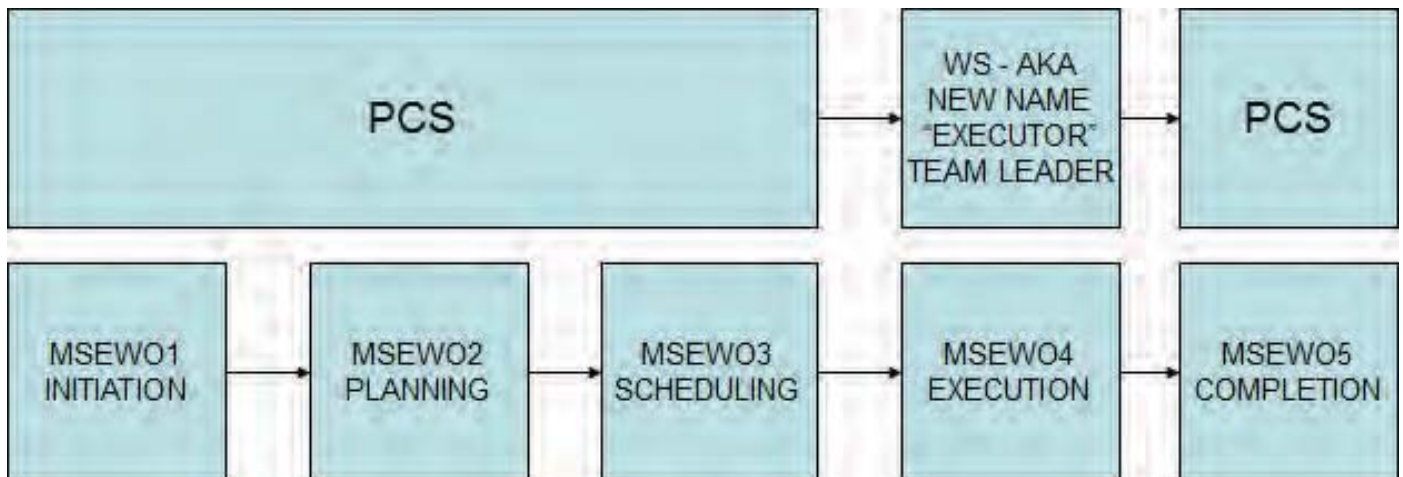 PCS
WS - AKA
NEW NAME
"EXECUTOR"
TEAM LEADER
PCS
MSEWO1
INITIATION
MSEWO2
PLANNING
MSEWO3
SCHEDULING
MSEWO4
EXECUTION
MSEWO5
COMPLETION